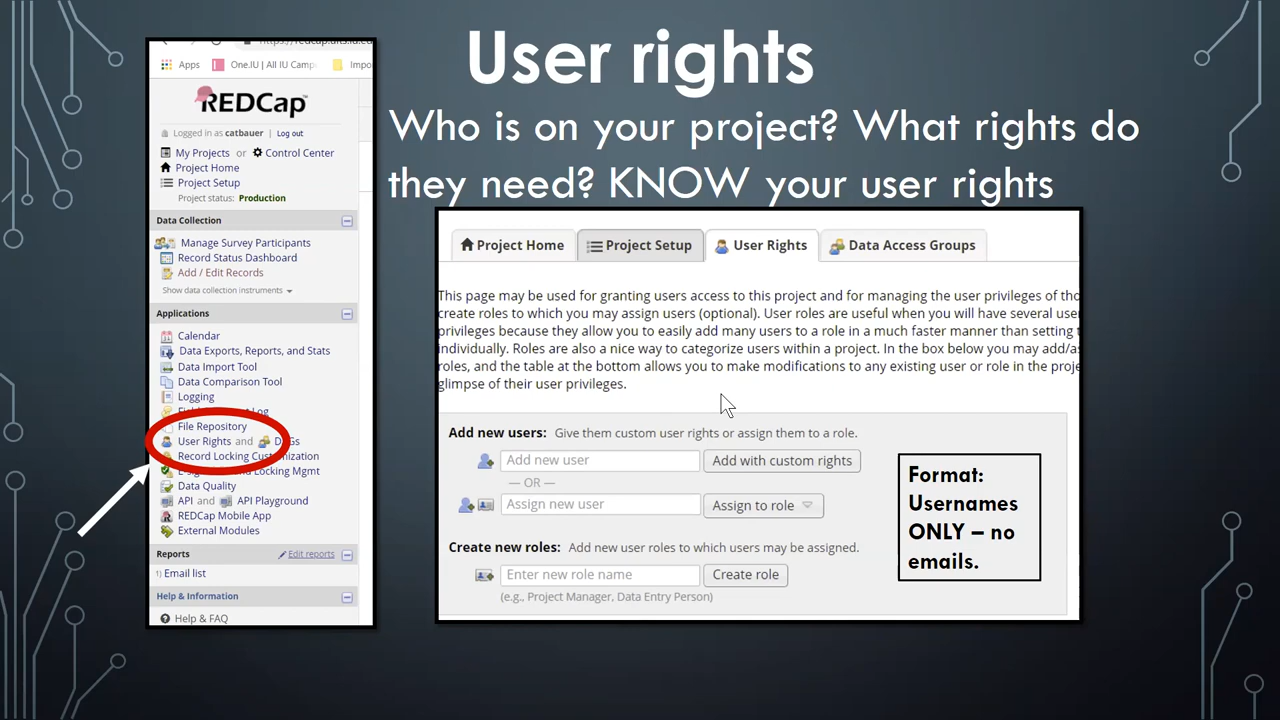 User rights
Who is on your project? What rights do
they need? KNOW your user rights
Apps One.IU | All IU Camp Impor
REDCap
Logged in as catbauer | Log out
My Projects or Control Center
Project Home
Project Setup
Project status: Production
Data Collection
Manage Survey Participants
Record Status Dashboard
Add / Edit Records
Show data collection instruments
Applications
Calendar
Data Exports, Reports, and Stats
Data Import Tool
Data Comparison Tool
Logging
File Repository
User Rights and DAGs
Record Locking Customization
E-signature and Locking Mgmt
Data Quality
API and API Playground
REDCap Mobile App
External Modules
Reports Edit reports
1) Email list
Help & Information
Help & FAQ
Project Home Project Setup User Rights Data Access Groups
This page may be used for granting users access to this project and for managing the user privileges of tho
create roles to which you may assign users (optional). User roles are useful when you will have several user
privileges because they allow you to easily add many users to a role in a much faster manner than setting t
individually. Roles are also a nice way to categorize users within a project. In the box below you may add/as
roles, and the table at the bottom allows you to make modifications to any existing user or role in the proje
glimpse of their user privileges.
Add new users: Give them custom user rights or assign them to a role.
Add new user Add with custom rights
— OR —
Assign new user Assign to role
Create new roles: Add new user roles to which users may be assigned.
Enter new role name Create role
(e.g., Project Manager, Data Entry Person)
Format:
Usernames
ONLY – no
emails.